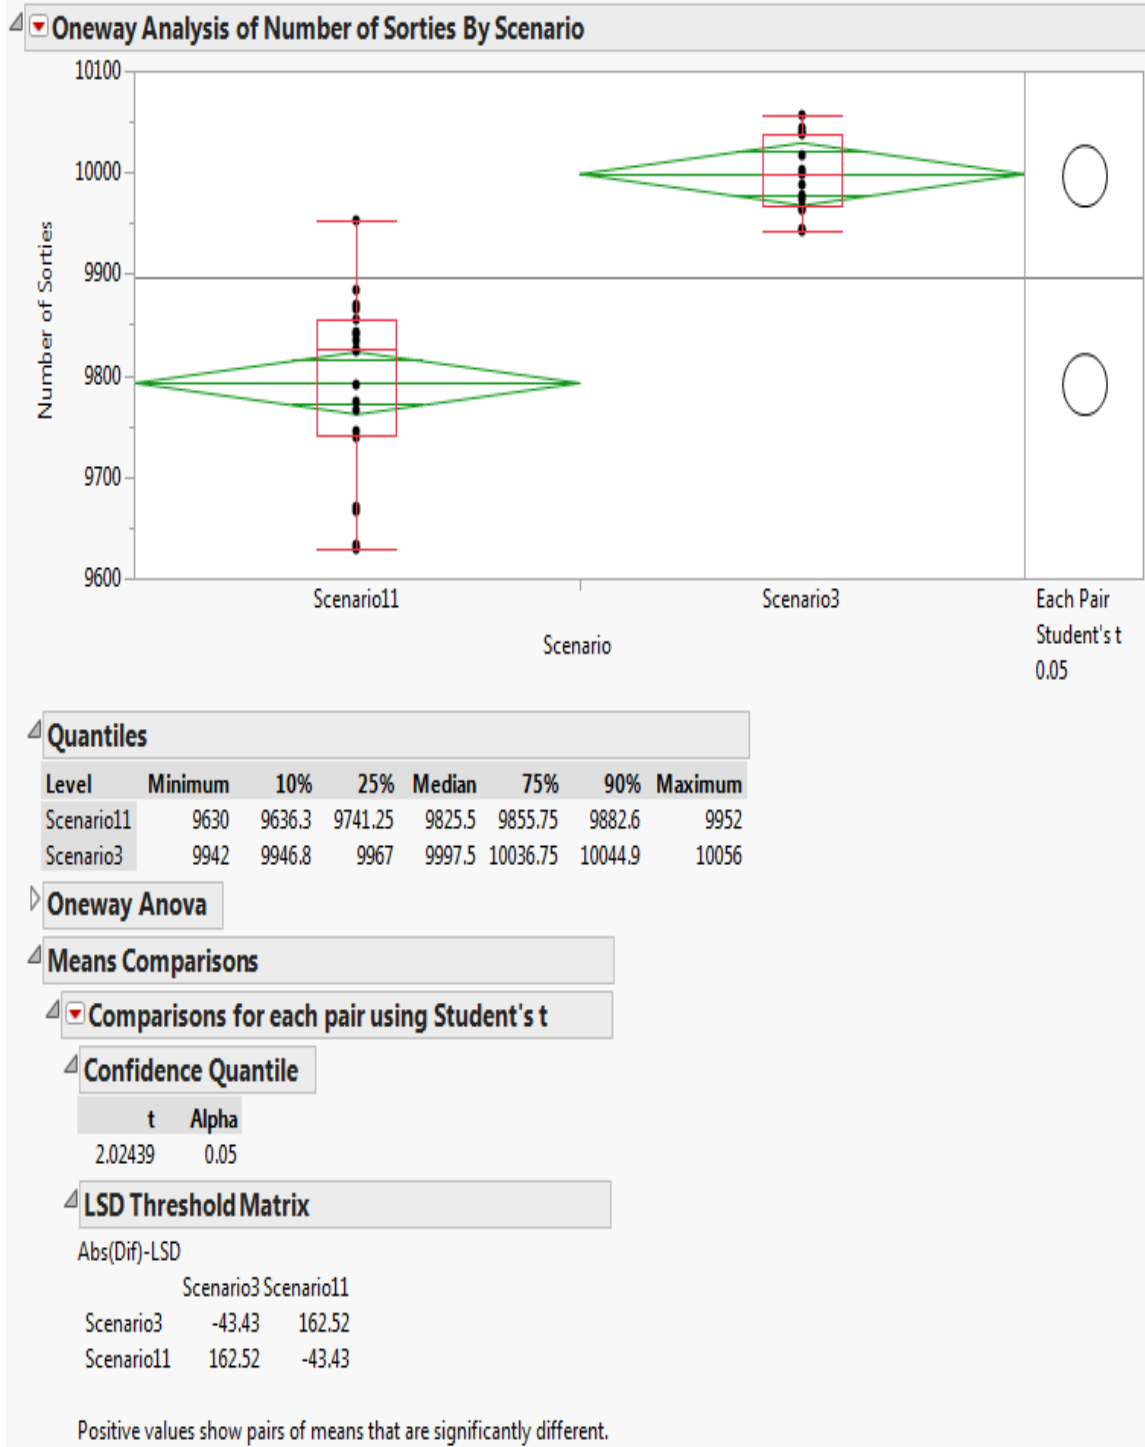 Oneway Analysis of Number of Sorties By Scenario
10100
10000
9900
9800
9700
9600
Number of Sorties
Scenario11 Scenario3
Scenario
Each Pair
Student's t
0.05
Quantiles
Level Minimum 10% 25% Median 75% 90% Maximum
Scenario11 9630 9636.3 9741.25 9825.5 9855.75 9882.6 9952
Scenario3 9942 9946.8 9967 9997.5 10036.75 10044.9 10056
Oneway Anova
Means Comparisons
Comparisons for each pair using Student's t
Confidence Quantile
t Alpha
2.02439 0.05
LSD Threshold Matrix
Abs(Dif)-LSD
Scenario3 Scenario11
Scenario3 -43.43 162.52
Scenario11 162.52 -43.43
Positive values show pairs of means that are significantly different.